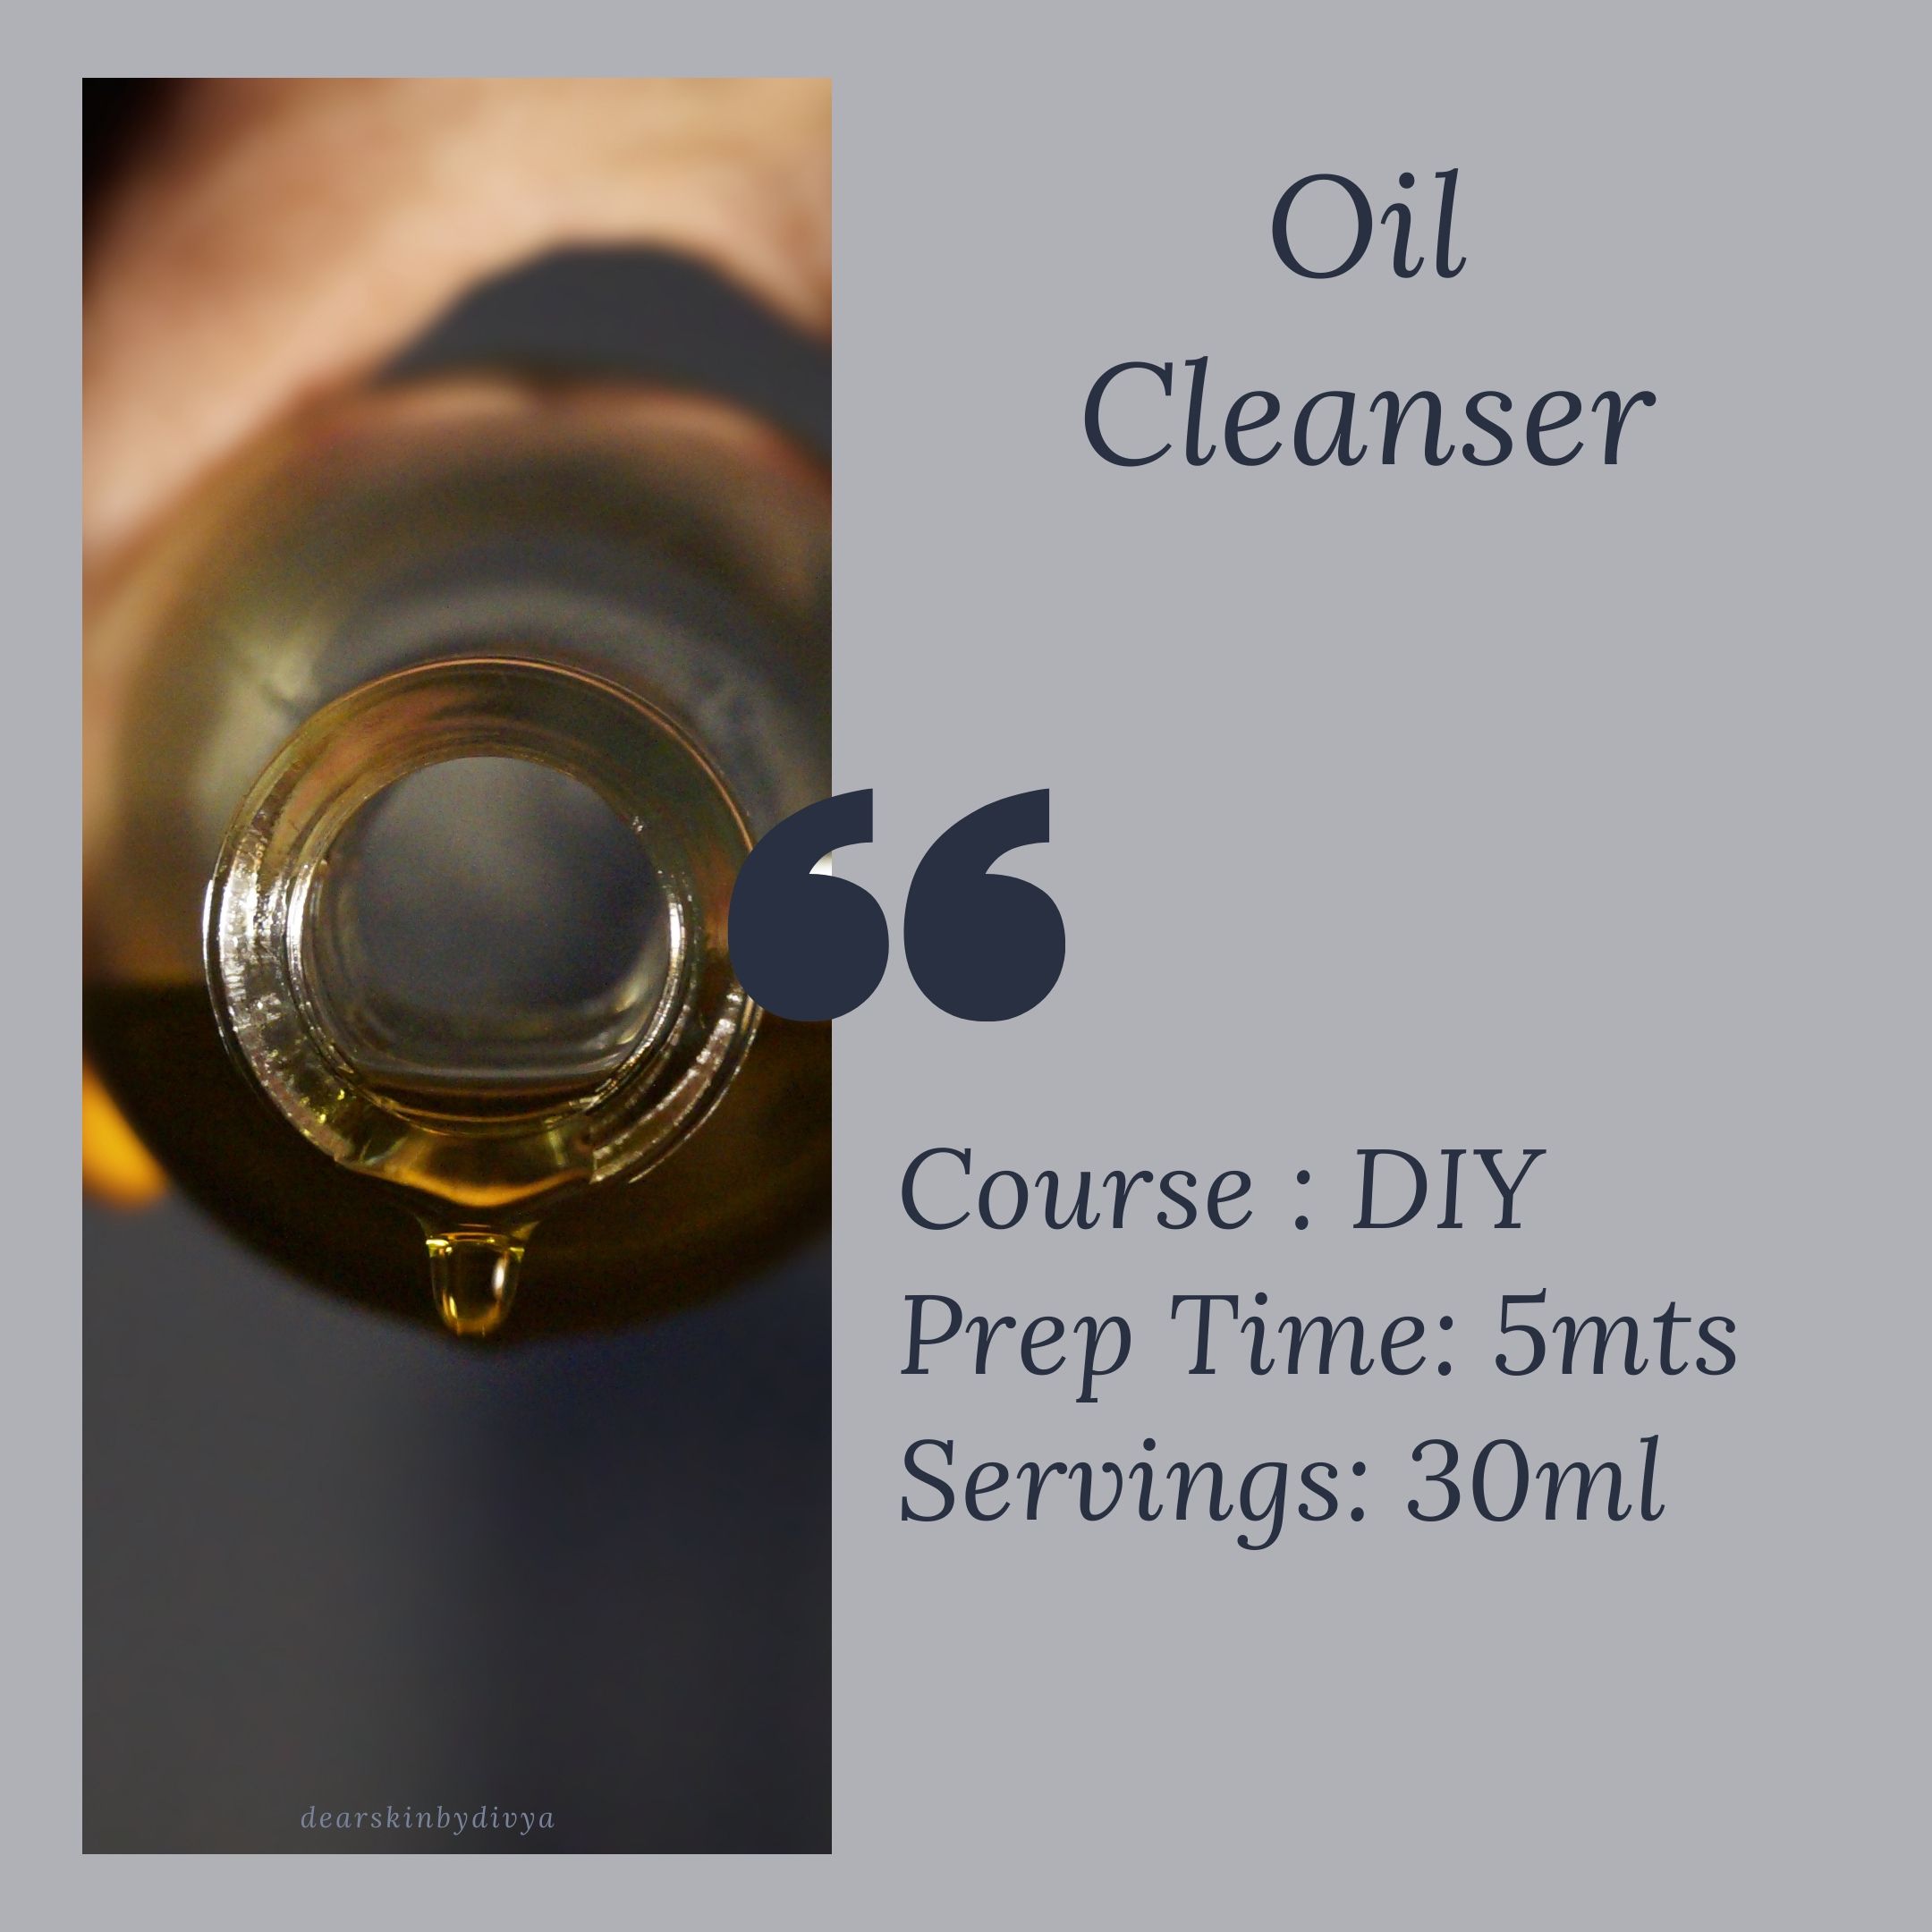 Oil
Cleanser
“
Course : DIY
Prep Time: 5mts
Servings: 30ml
dearskinbydivya